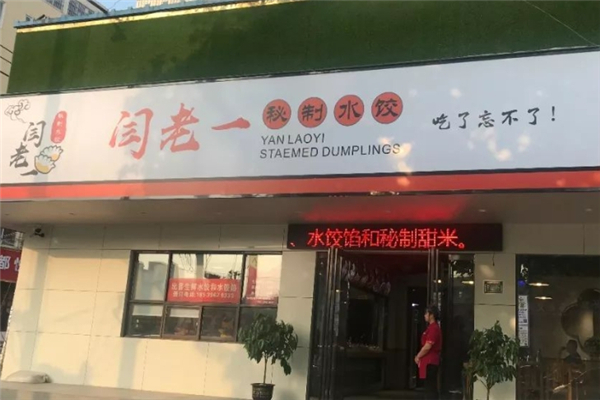 闫老一
闫老一
秘制水饺
YAN LAOYI
STAEMED DUMPLINGS
吃了忘不了!
水饺馅和秘制甜米。